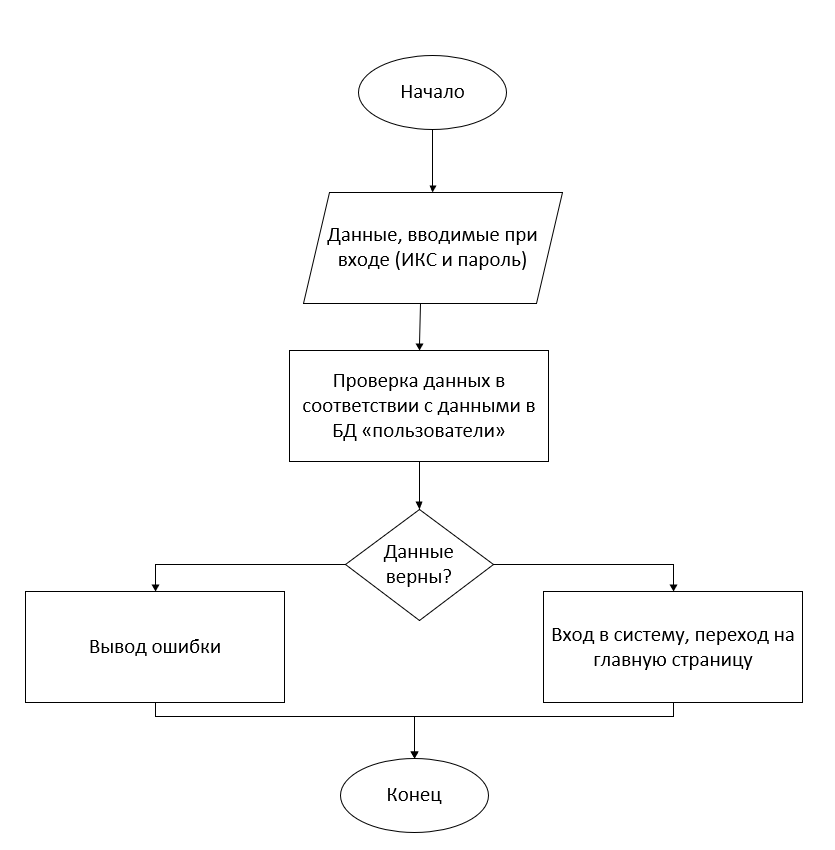 Начало
Данные, вводимые при
входе (ИКС и пароль)
Проверка данных в
соответствии с данными в
БД «пользователи»
Данные
верны?
Вывод ошибки
Вход в систему, переход на
главную страницу
Конец